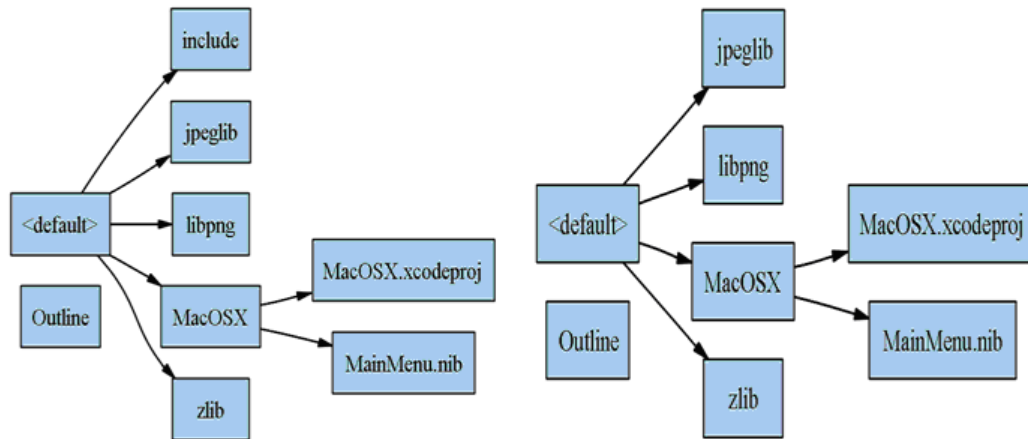 include
jpeglib
<default>
libpng
MacOSX.xcodeproj
Outline
MacOSX
MainMenu.nib
zlib
jpeglib
libpng
<default>
MacOSX.xcodeproj
MacOSX
Outline
MainMenu.nib
zlib